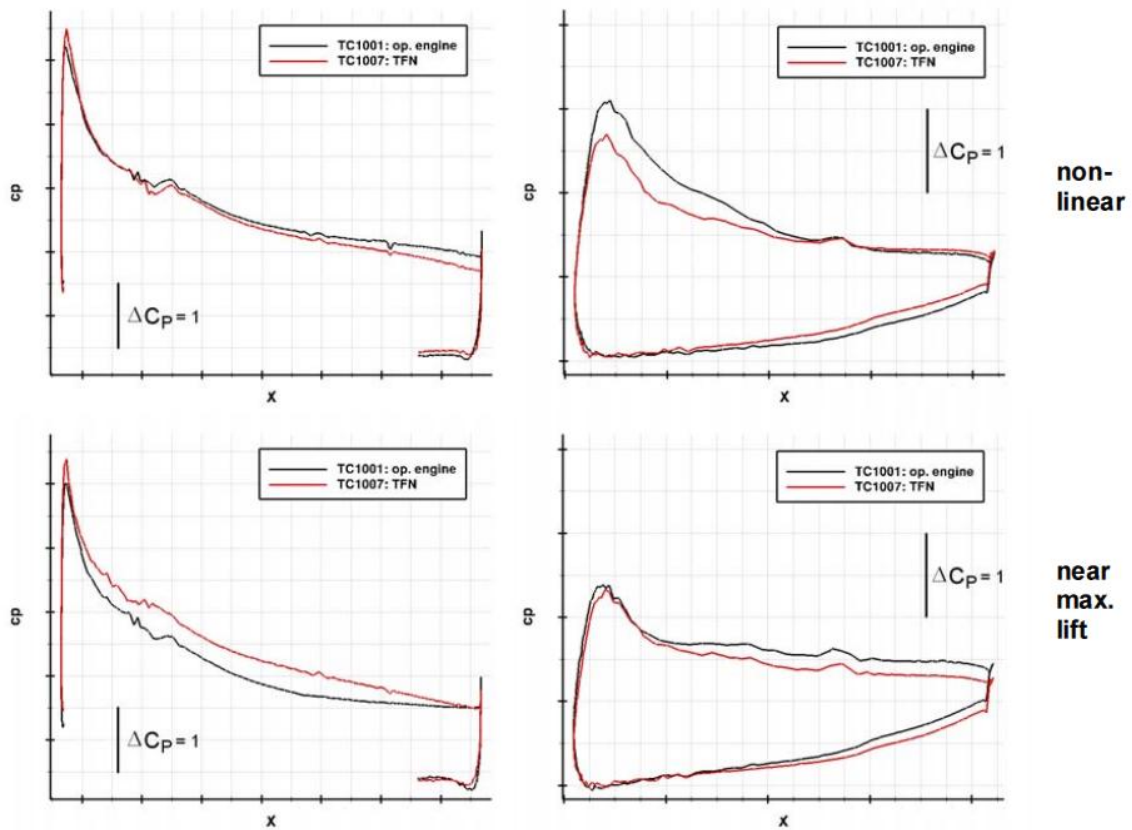 TC1001: op. engine
TC1007: TFN
cp
ΔCP = 1
x
TC1001: op. engine
TC1007: TFN
cp
ΔCP = 1
x
non-
linear
TC1001: op. engine
TC1007: TFN
cp
ΔCP = 1
x
TC1001: op. engine
TC1007: TFN
cp
ΔCP = 1
x
near
max.
lift